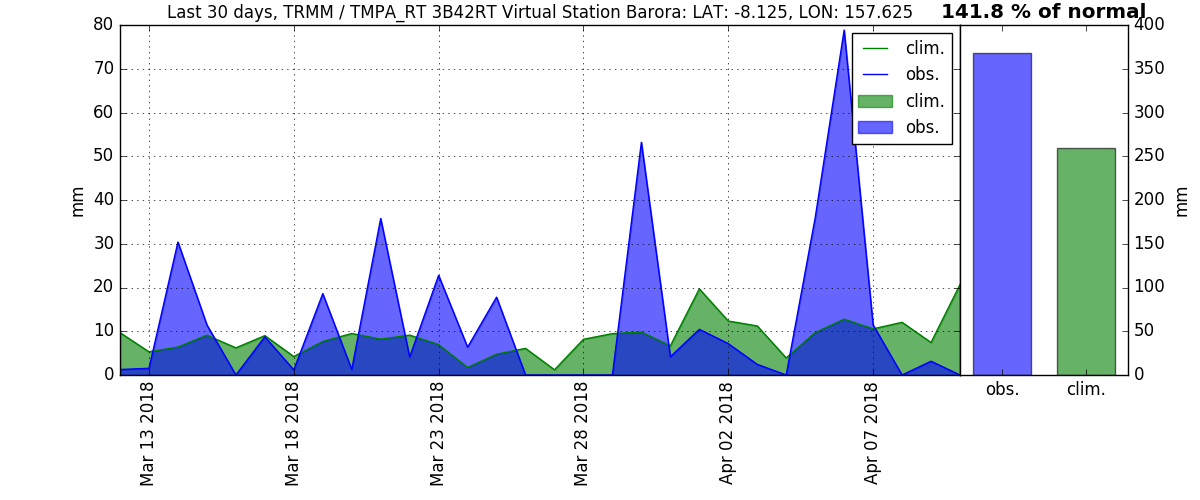 Last 30 days, TRMM / TMPA_RT 3B42RT Virtual Station Barora: LAT: -8.125, LON: 157.625
141.8 % of normal
80
70
60
50
40
30
20
10
0
mm
clim.
obs.
clim.
obs.
400
350
300
250
200
150
100
50
0
mm
obs.
clim.
Mar 13 2018
Mar 18 2018
Mar 23 2018
Mar 28 2018
Apr 02 2018
Apr 07 2018